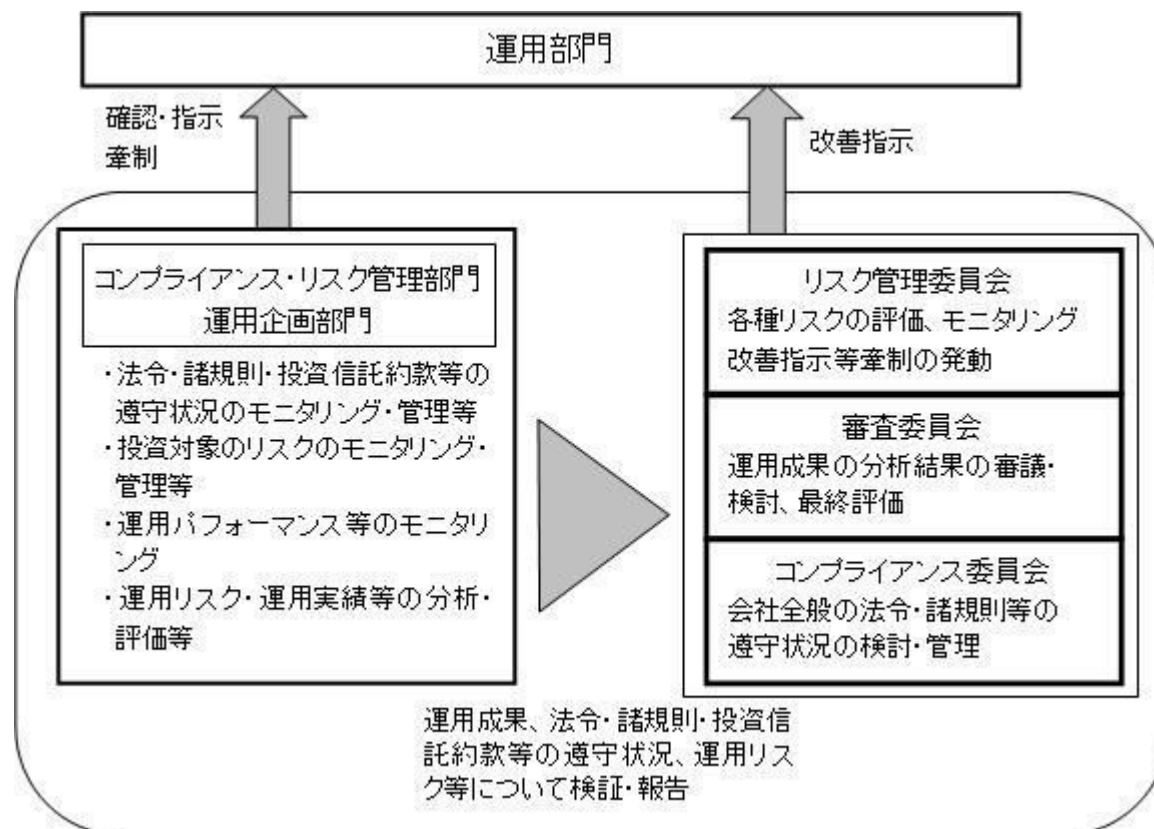 運用部門
確認・指示
牽制
改善指示
コンプライアンス・リスク管理部門
運用企画部門
・法令・諸規則・投資信託約款等の
遵守状況のモニタリング・管理等
・投資対象のリスクのモニタリング・
管理等
・運用パフォーマンス等のモニタリ
ング
・運用リスク・運用実績等の分析・
評価等
リスク管理委員会
各種リスクの評価、モニタリング
改善指示等牽制の発動
審査委員会
運用成果の分析結果の審議・
検討、最終評価
コンプライアンス委員会
会社全般の法令・諸規則等の
遵守状況の検討・管理
運用成果、法令・諸規則・投資信
託約款等の遵守状況、運用リス
ク等について検証・報告